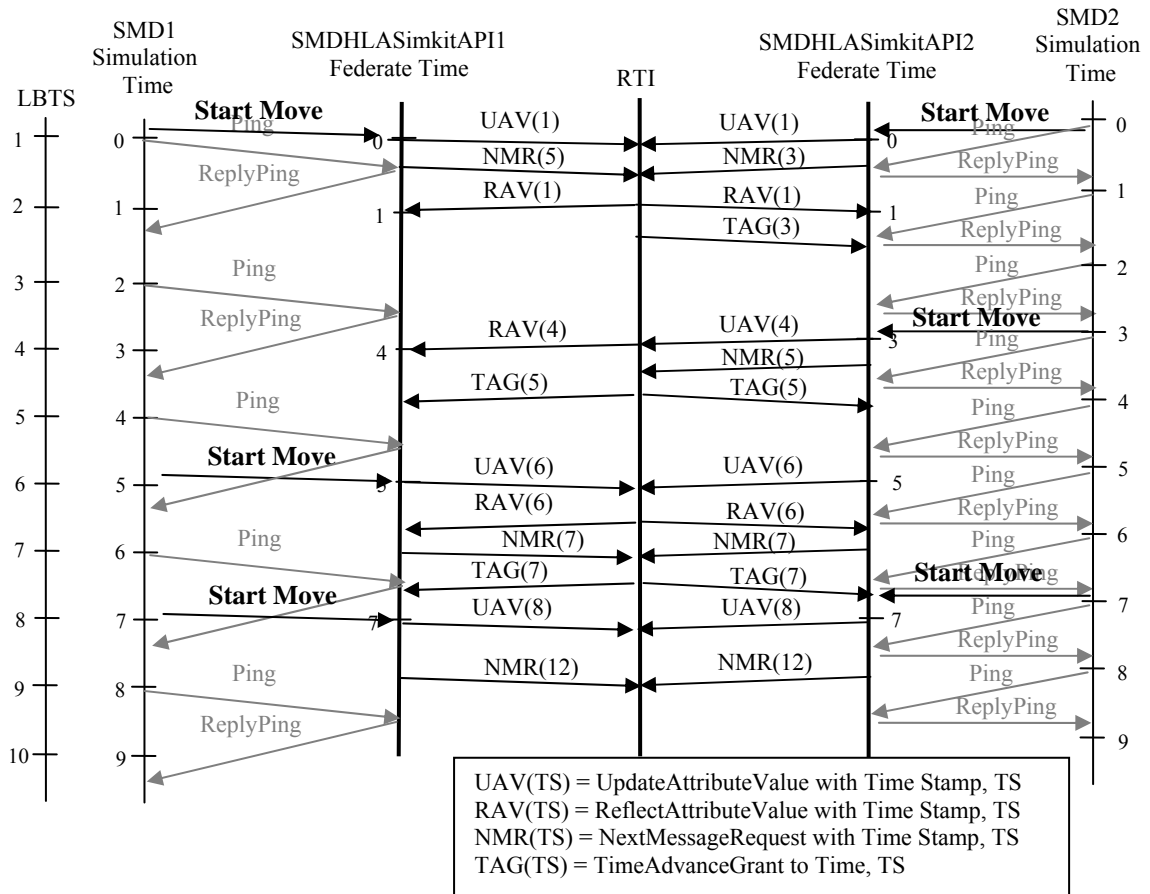 SMD1
Simulation
Time
SMDHLASimkitAPI1
Federate Time
RTI
SMDHLASimkitAPI2
Federate Time
SMD2
Simulation
Time
LBTS
Start Move
Ping
UAV(1)
UAV(1)
Start Move
Ping
0
1
0
0
0
NMR(5)
NMR(3)
ReplyPing
ReplyPing
RAV(1)
RAV(1)
1
2
1
1
1
TAG(3)
ReplyPing
Ping
2
3
2
Ping
ReplyPing
Start Move
ReplyPing
RAV(4)
UAV(4)
3
4
3
4
3
Ping
NMR(5)
ReplyPing
TAG(5)
TAG(5)
4
5
4
Ping
Ping
Start Move
ReplyPing
UAV(6)
UAV(6)
5
6
5
5
Ping
RAV(6)
RAV(6)
ReplyPing
6
7
6
Ping
NMR(7)
NMR(7)
Ping
TAG(7)
TAG(7)
Start Move
ReplyPing
Start Move
UAV(8)
UAV(8)
7
8
7
7
7
Ping
ReplyPing
NMR(12)
NMR(12)
8
9
8
Ping
Ping
ReplyPing
ReplyPing
9
10
9
UAV(TS) = UpdateAttributeValue with Time Stamp, TS
RAV(TS) = ReflectAttributeValue with Time Stamp, TS
NMR(TS) = NextMessageRequest with Time Stamp, TS
TAG(TS) = TimeAdvanceGrant to Time, TS